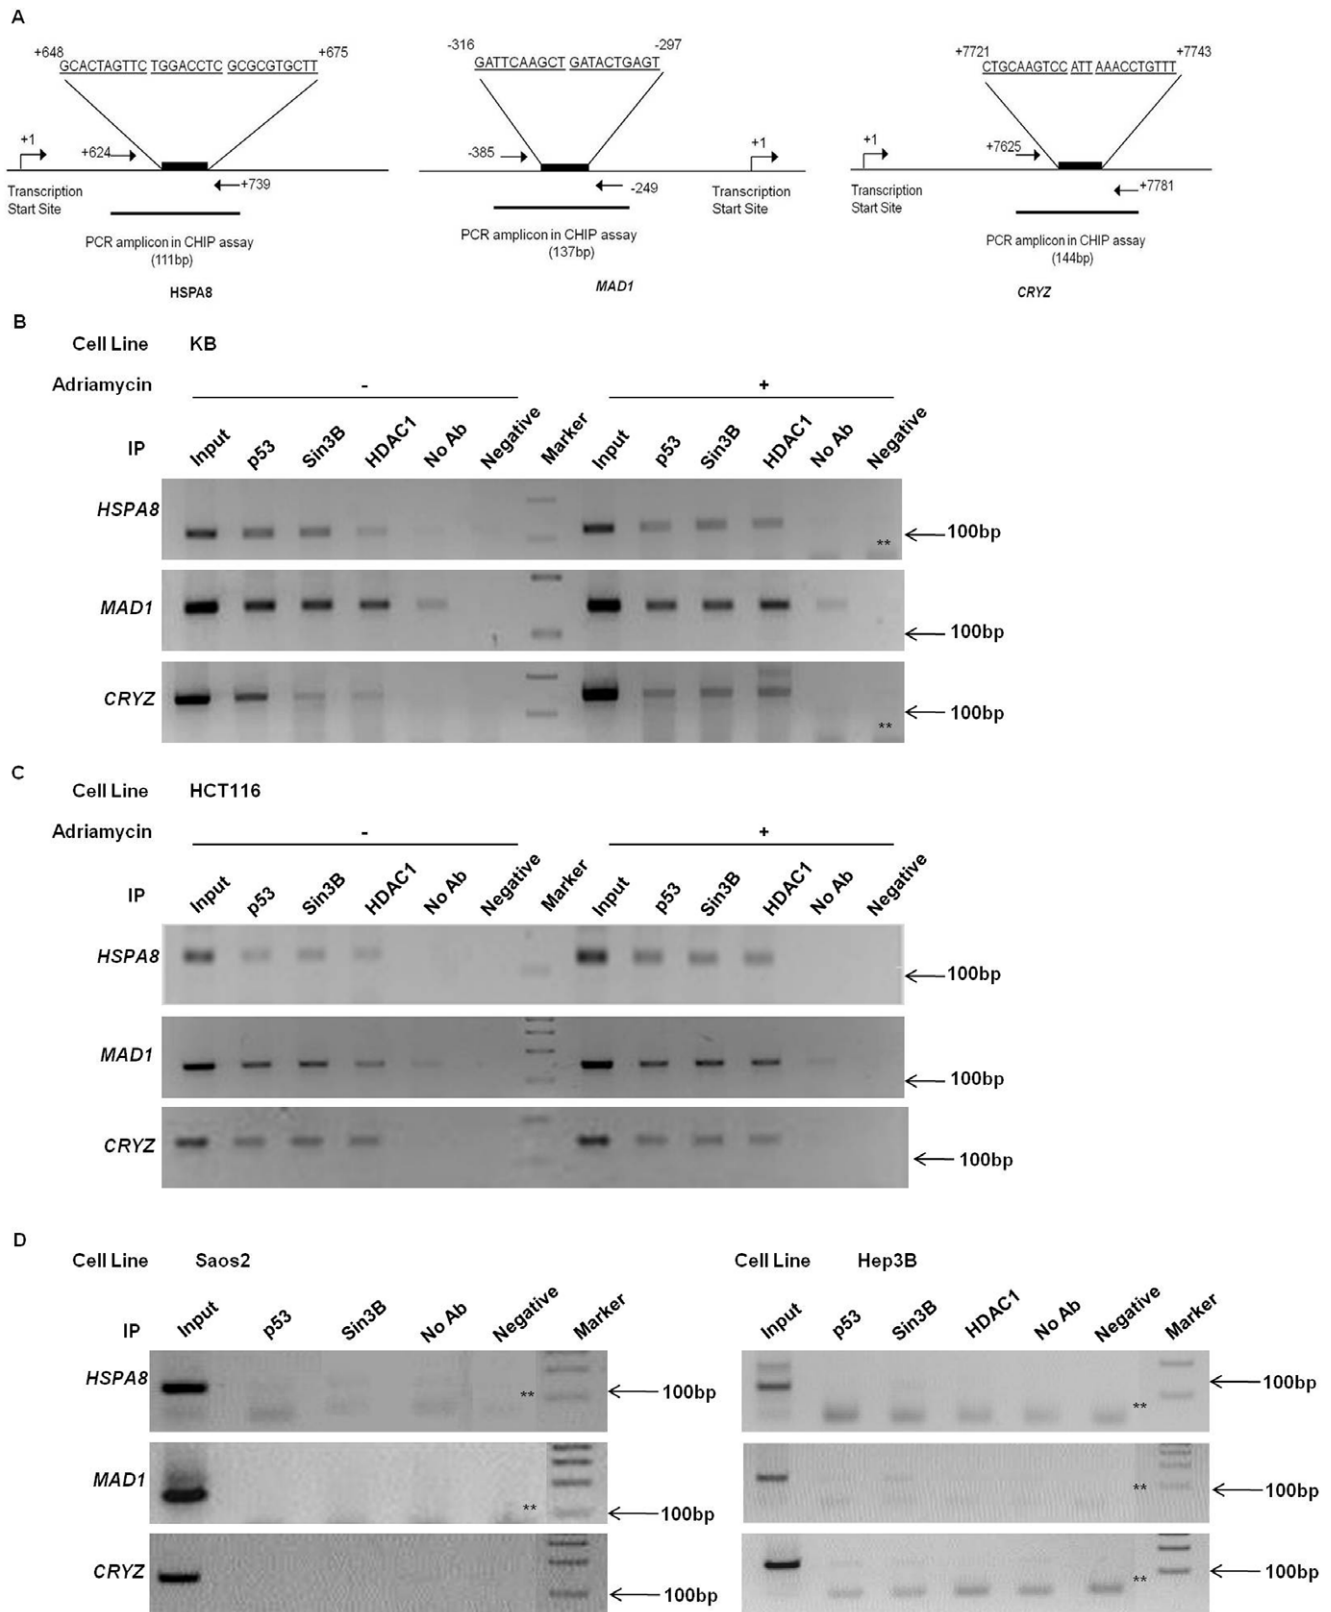 A
+648 GCACTAGTTC TGGACCTC GCGCGTGCTT +675
+1
+624
+739
Transcription
Start Site
PCR amplicon in CHIP assay
(111bp)
HSPA8
-316 GATTCAAGCT GATACTGAGT -297
-385
-249
+1
Transcription
Start Site
PCR amplicon in CHIP assay
(137bp)
MAD1
+7721 CTGCAAGTCC ATT AAACCTGTTT +7743
+1
+7625
+7781
Transcription
Start Site
PCR amplicon in CHIP assay
(144bp)
CRYZ
B
Cell Line KB
Adriamycin - +
IP Input p53 Sin3B HDAC1 No Ab Negative Marker Input p53 Sin3B HDAC1 No Ab Negative
HSPA8 ** 100bp
MAD1 100bp
CRYZ ** 100bp
C
Cell Line HCT116
Adriamycin - +
IP Input p53 Sin3B HDAC1 No Ab Negative Marker Input p53 Sin3B HDAC1 No Ab Negative
HSPA8 100bp
MAD1 100bp
CRYZ 100bp
D
Cell Line Saos2
IP Input p53 Sin3B No Ab Negative Marker
HSPA8 ** 100bp
MAD1 ** 100bp
CRYZ 100bp
Cell Line Hep3B
Input p53 Sin3B HDAC1 No Ab Negative Marker
** 100bp
** 100bp
** 100bp